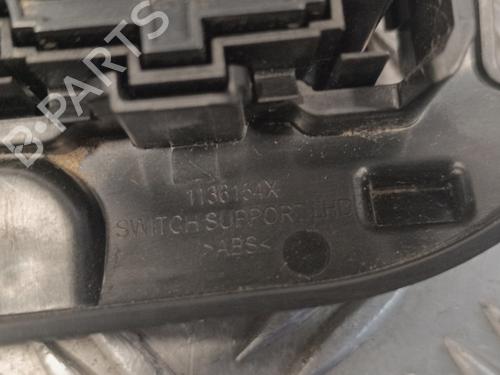 B-PARTS
1136164X
SWITCH SUPPORT LHD
>ABS<